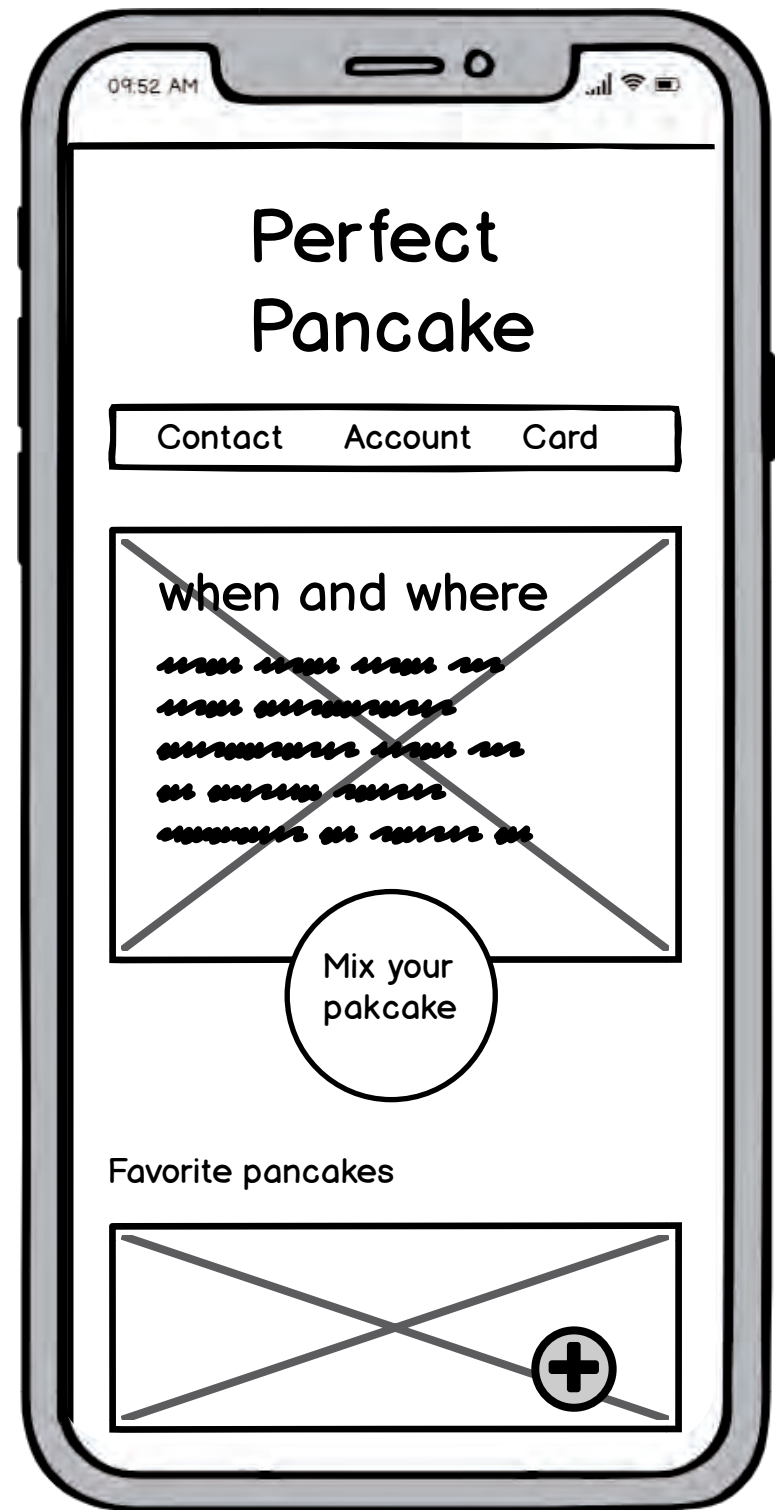 09:52 AM
Perfect
Pancake
Contact Account Card
when and where
Mix your
pakcake
Favorite pancakes